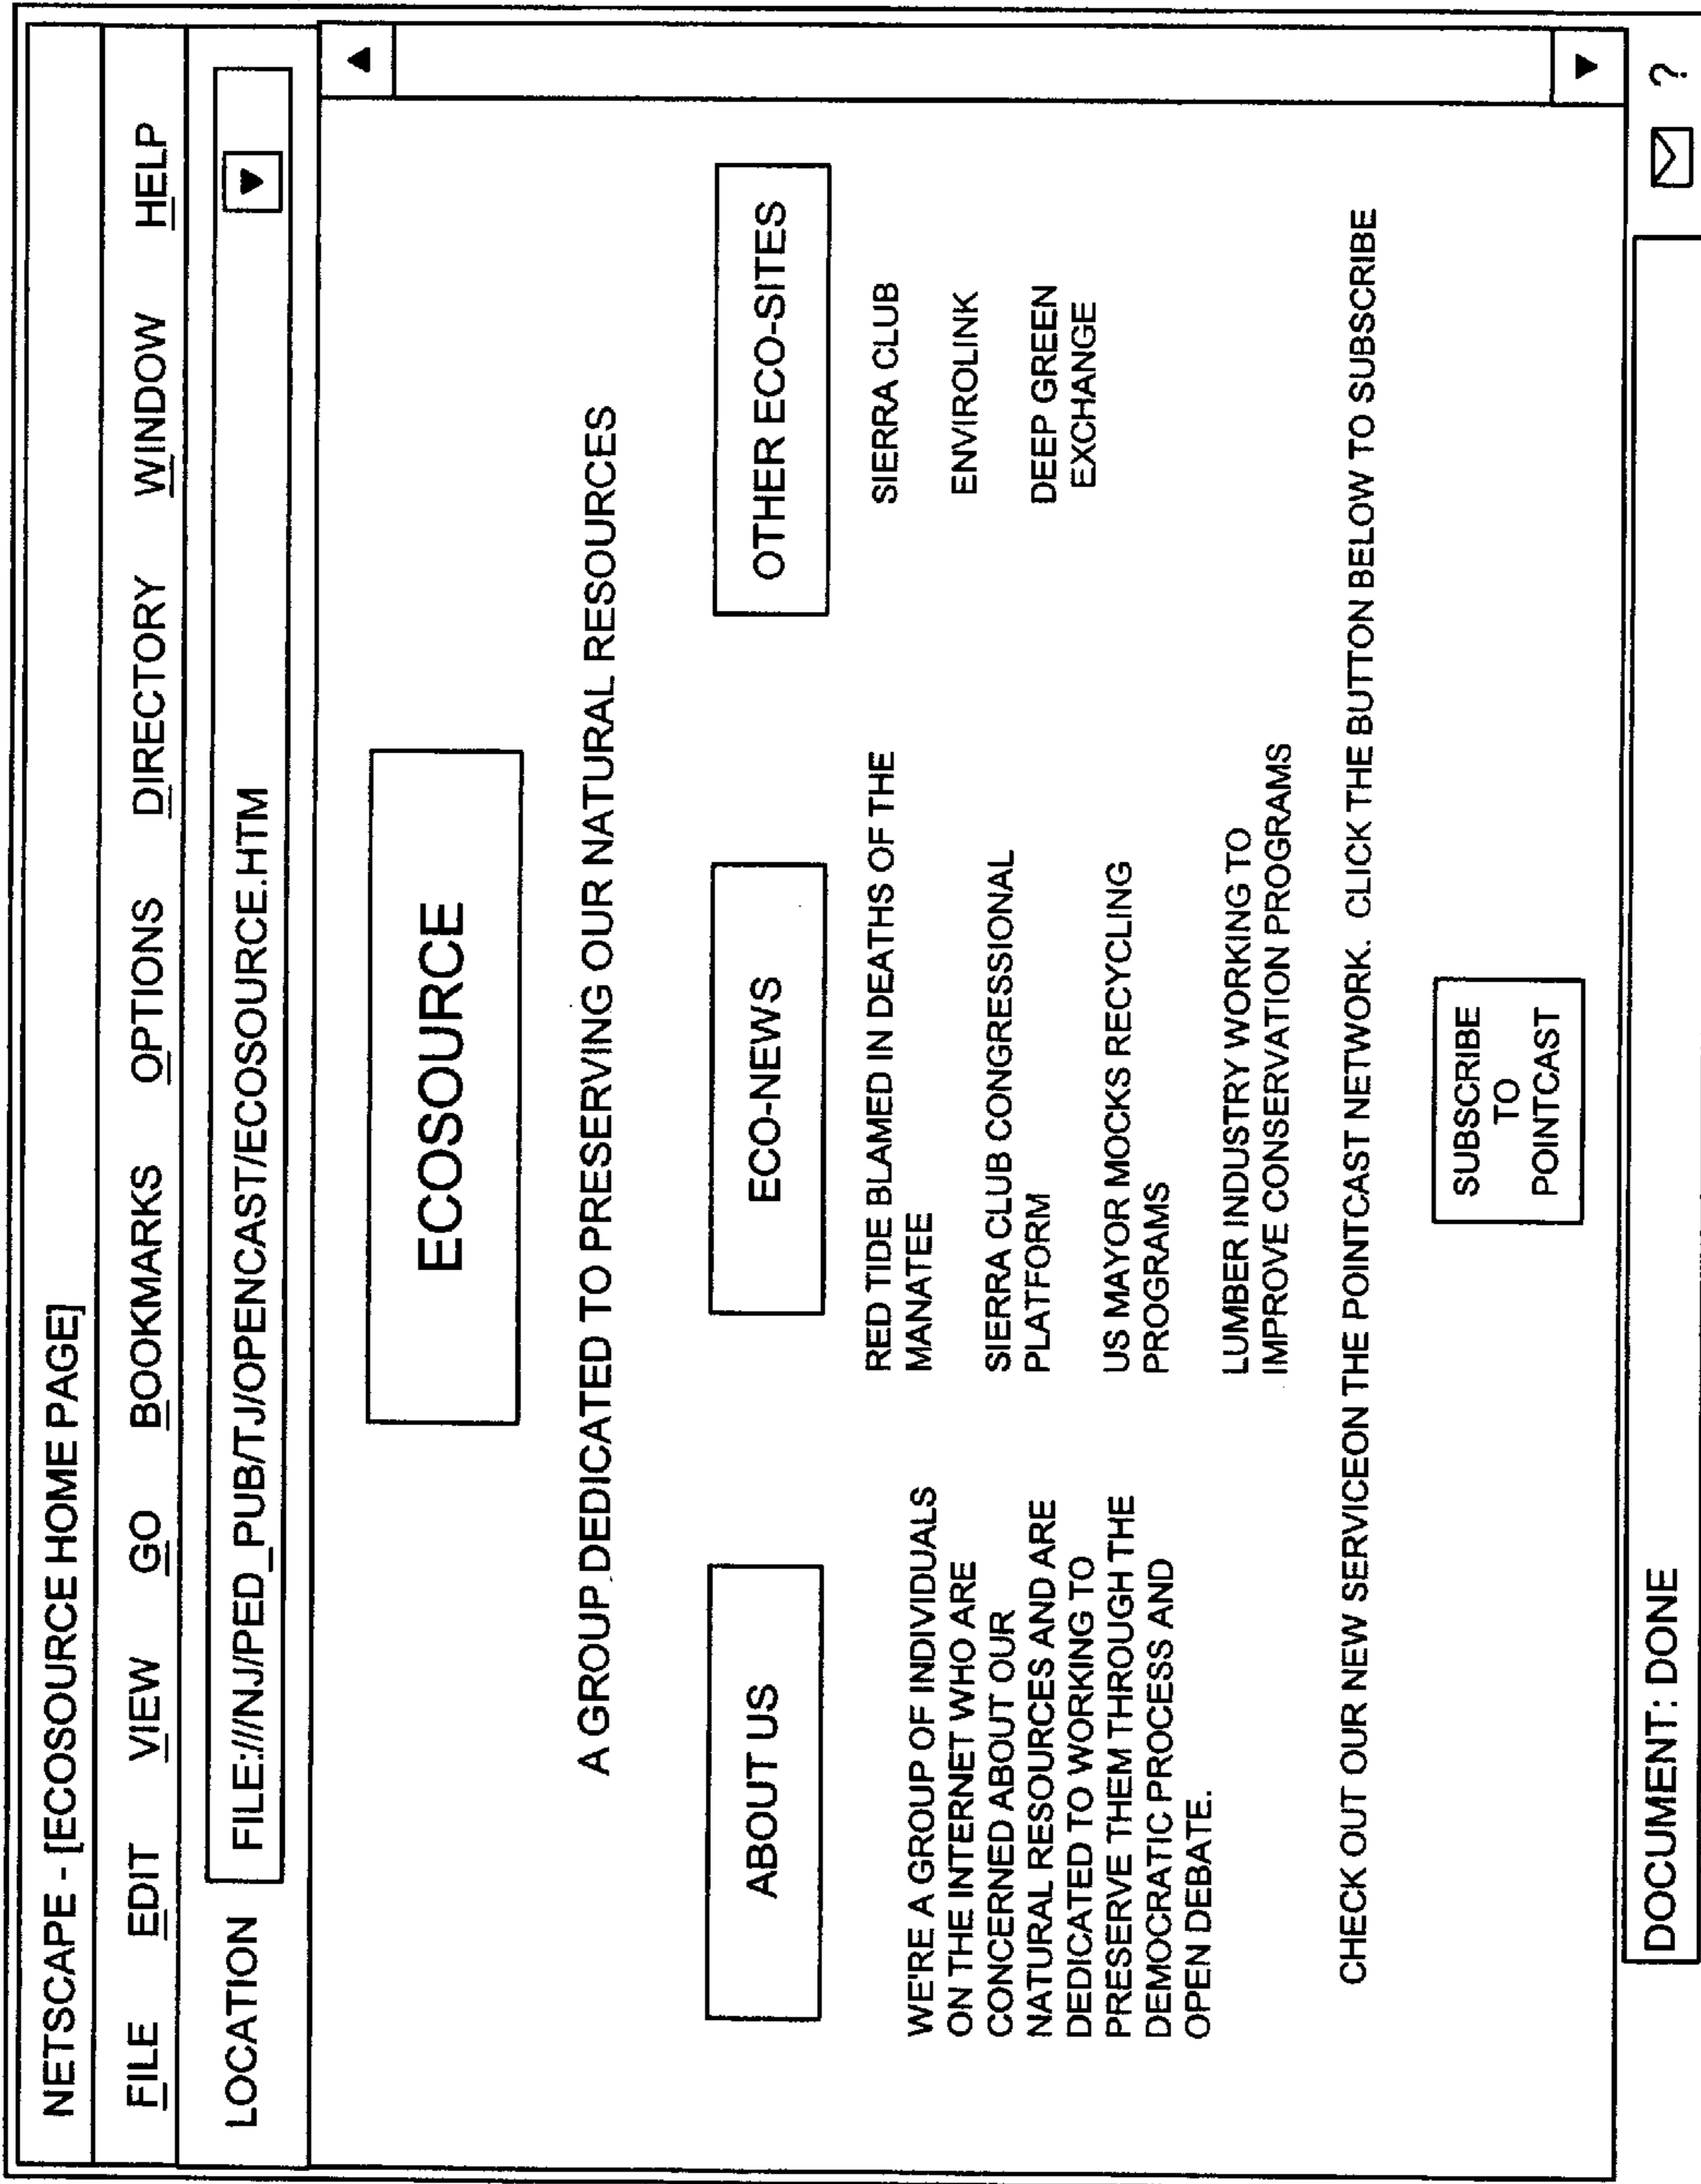 NETSCAPE - [ECOSOURCE HOME PAGE]
FILE EDIT VIEW GO BOOKMARKS OPTIONS DIRECTORY WINDOW HELP
LOCATION FILE:///NJ/PED_PUB/TJ/OPENCAST/ECOSOURCE.HTM
ECOSOURCE
A GROUP DEDICATED TO PRESERVING OUR NATURAL RESOURCES
ABOUT US
WE'RE A GROUP OF INDIVIDUALS
ON THE INTERNET WHO ARE
CONCERNED ABOUT OUR
NATURAL RESOURCES AND ARE
DEDICATED TO WORKING TO
PRESERVE THEM THROUGH THE
DEMOCRATIC PROCESS AND
OPEN DEBATE.
ECO-NEWS
RED TIDE BLAMED IN DEATHS OF THE
MANATEE
SIERRA CLUB CONGRESSIONAL
PLATFORM
US MAYOR MOCKS RECYCLING
PROGRAMS
LUMBER INDUSTRY WORKING TO
IMPROVE CONSERVATION PROGRAMS
OTHER ECO-SITES
SIERRA CLUB
ENVIROLINK
DEEP GREEN
EXCHANGE
CHECK OUT OUR NEW SERVICEON THE POINTCAST NETWORK. CLICK THE BUTTON BELOW TO SUBSCRIBE
SUBSCRIBE
TO
POINTCAST
DOCUMENT: DONE ?